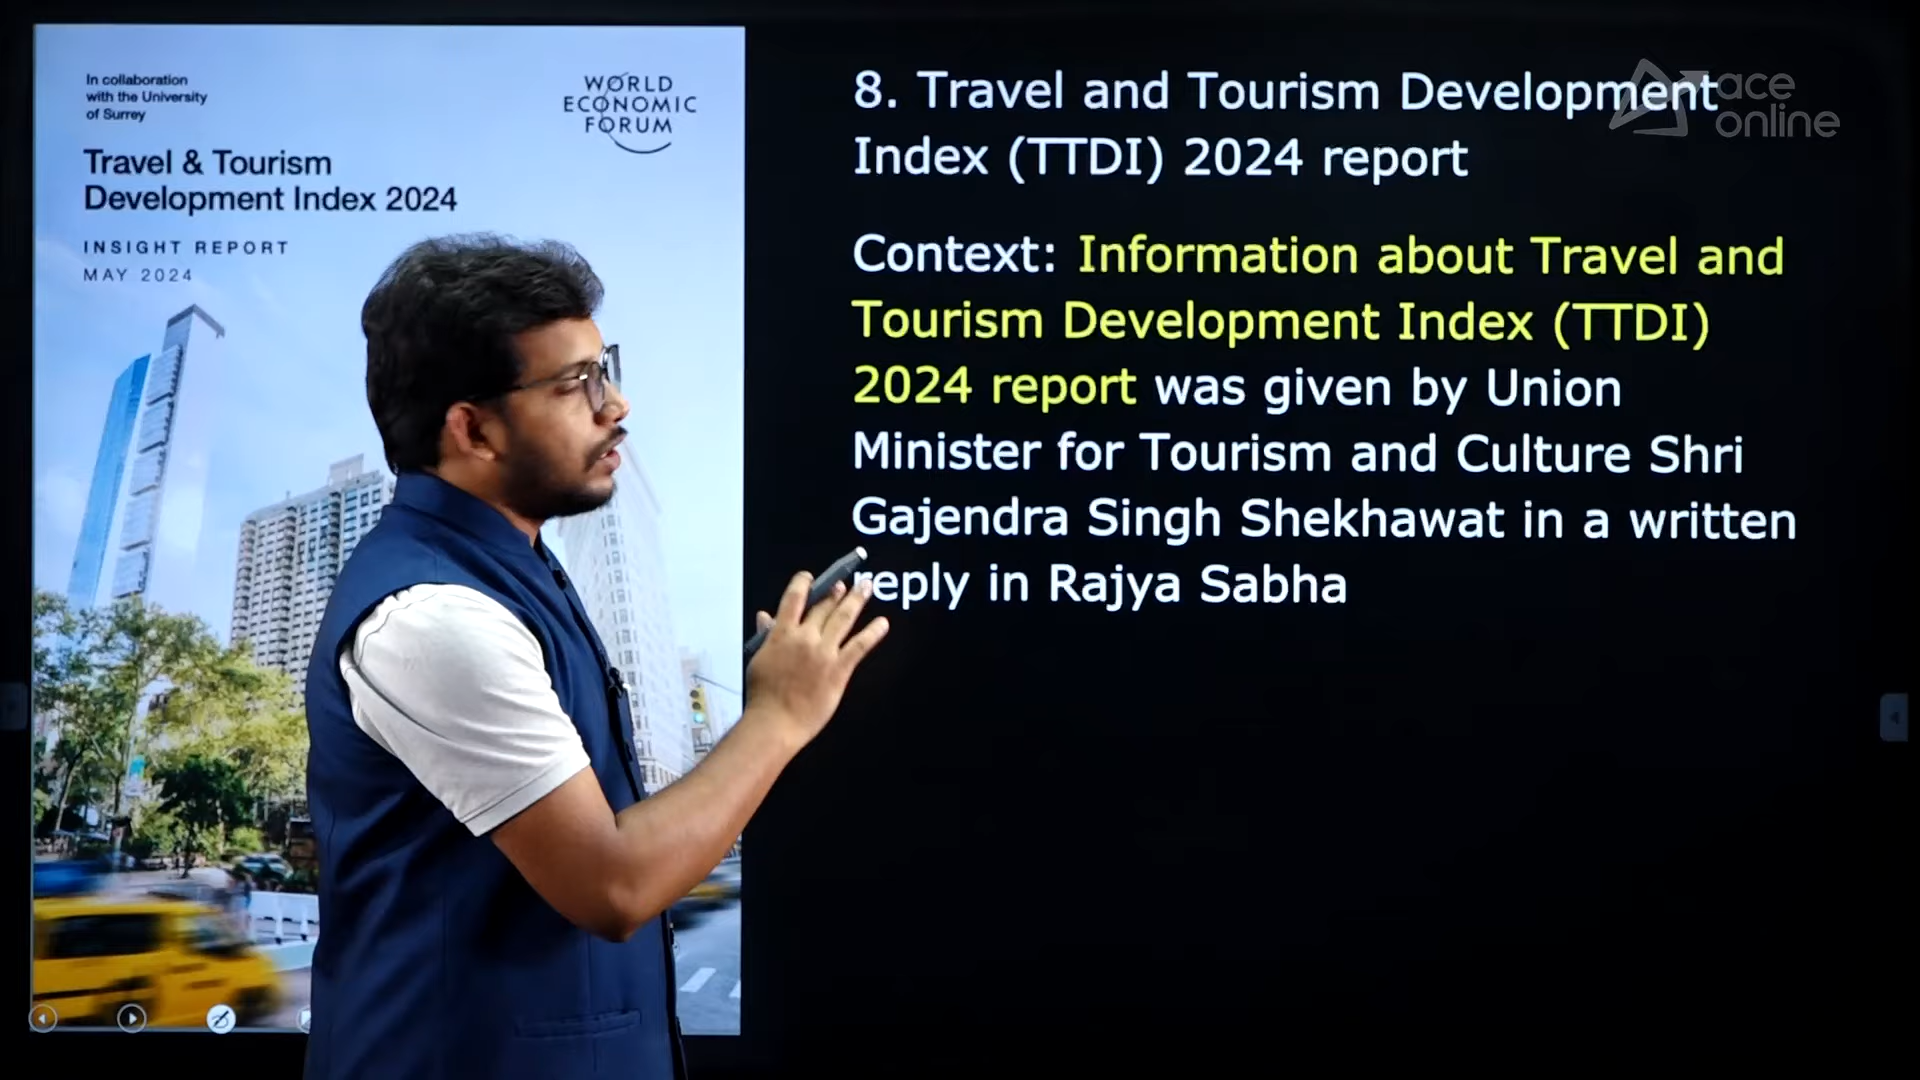 In collaboration
with the University
of Surrey
WORLD
ECONOMIC
FORUM
Travel & Tourism
Development Index 2024
INSIGHT REPORT
MAY 2024
8. Travel and Tourism Development
Index (TTDI) 2024 report
Context: Information about Travel and
Tourism Development Index (TTDI)
2024 report was given by Union
Minister for Tourism and Culture Shri
Gajendra Singh Shekhawat in a written
reply in Rajya Sabha
ace
online